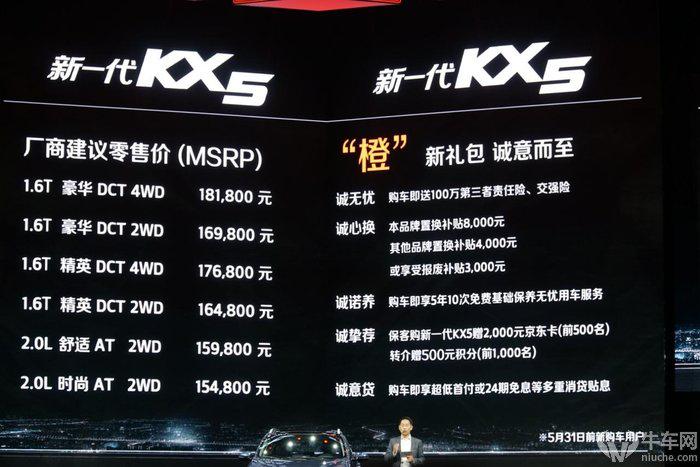 新一代KX5
厂商建议零售价 (MSRP)
1.6T 豪华 DCT 4WD 181,800 元
1.6T 豪华 DCT 2WD 169,800 元
1.6T 精英 DCT 4WD 176,800 元
1.6T 精英 DCT 2WD 164,800 元
2.0L 舒适 AT 2WD 159,800 元
2.0L 时尚 AT 2WD 154,800 元
新一代KX5
“橙” 新礼包 诚意而至
诚无忧 购车即送100万第三者责任险、交强险
诚心换 本品牌置换补贴8,000元
其他品牌置换补贴4,000元
或享受报废补贴3,000元
诚诺养 购车即享5年10次免费基础保养无忧用车服务
诚挚荐 保客购新一代KX5赠2,000元京东卡(前500名)
转介赠500元积分(前1,000名)
诚意贷 购车即享超低首付或24期免息等多重消贷贴息
※5月31日前新购车用户
牛车网
niuche.com